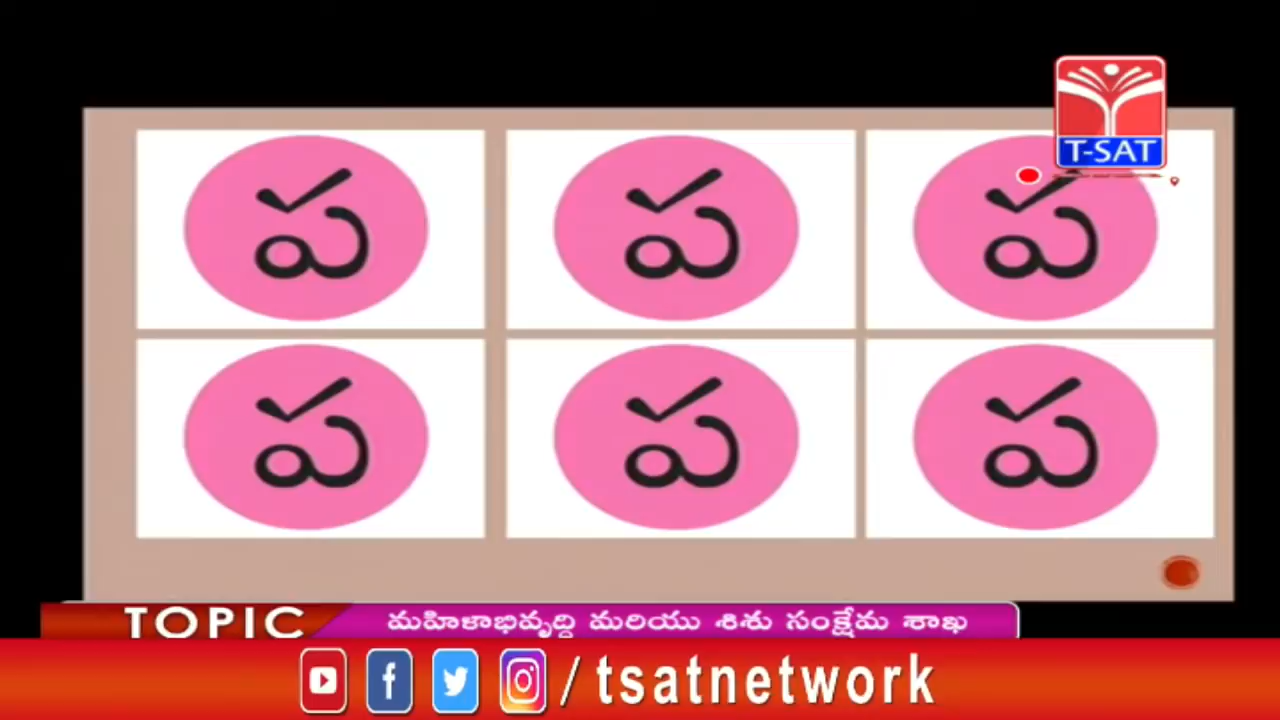 T-SAT
ప ప ప
ప ప ప
TOPIC మహిళాభివృద్ధి మరియు శిశు సంక్షేమ శాఖ
/ tsatnetwork